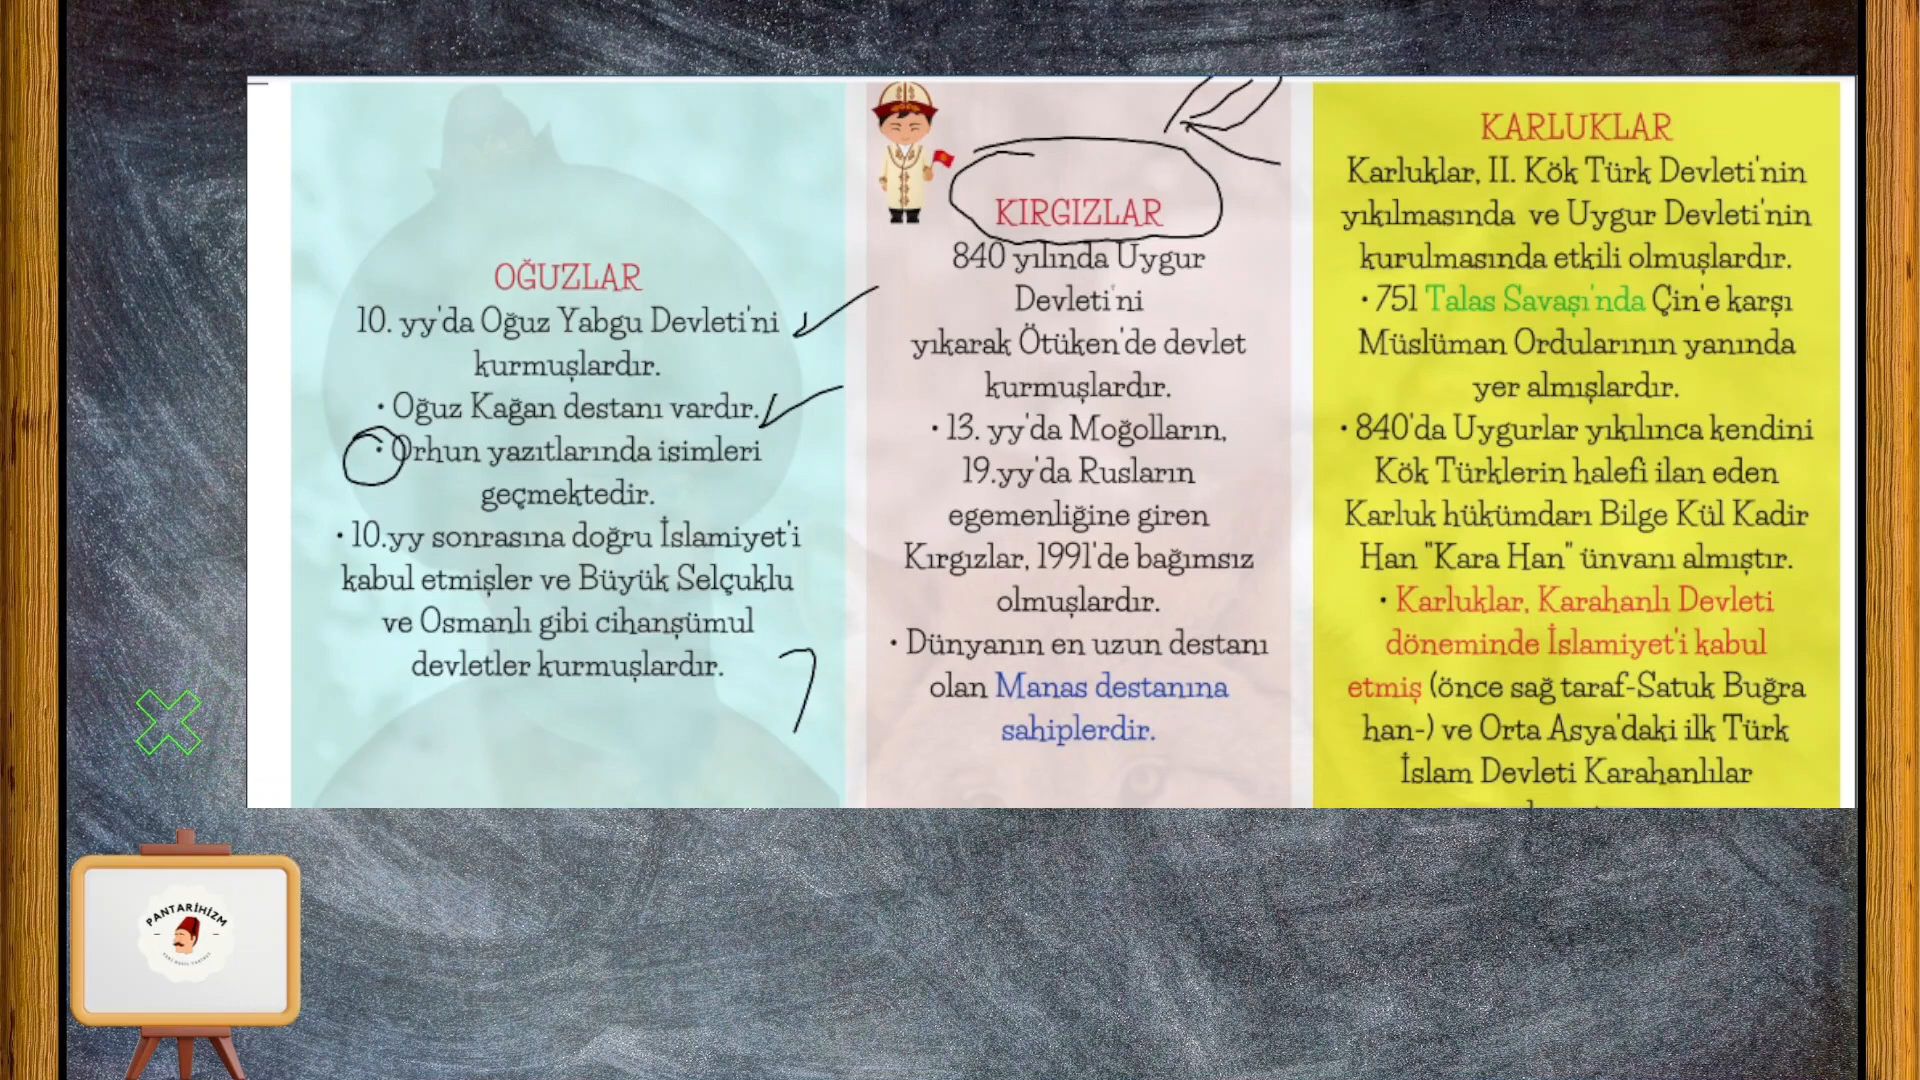 OĞUZLAR
10. yy'da Oğuz Yabgu Devleti'ni
kurmuşlardır.
• Oğuz Kağan destanı vardır.
• Orhun yazıtlarında isimleri
geçmektedir.
• 10.yy sonrasına doğru İslamiyet'i
kabul etmişler ve Büyük Selçuklu
ve Osmanlı gibi cihanşümul
devletler kurmuşlardır.
KIRGIZLAR
840 yılında Uygur
Devleti'ni
yıkarak Ötüken'de devlet
kurmuşlardır.
• 13. yy'da Moğolların,
19.yy'da Rusların
egemenliğine giren
Kırgızlar, 1991'de bağımsız
olmuşlardır.
• Dünyanın en uzun destanı
olan Manas destanına
sahiplerdir.
KARLUKLAR
Karluklar, II. Kök Türk Devleti'nin
yıkılmasında ve Uygur Devleti'nin
kurulmasında etkili olmuşlardır.
• 751 Talas Savaşı'nda Çin'e karşı
Müslüman Ordularının yanında
yer almışlardır.
• 840'da Uygurlar yıkılınca kendini
Kök Türklerin halefi ilan eden
Karluk hükümdarı Bilge Kül Kadir
Han "Kara Han" ünvanı almıştır.
• Karluklar, Karahanlı Devleti
döneminde İslamiyet'i kabul
etmiş (önce sağ taraf-Satuk Buğra
han-) ve Orta Asya'daki ilk Türk
İslam Devleti Karahanlılar
PANTARİHİZM